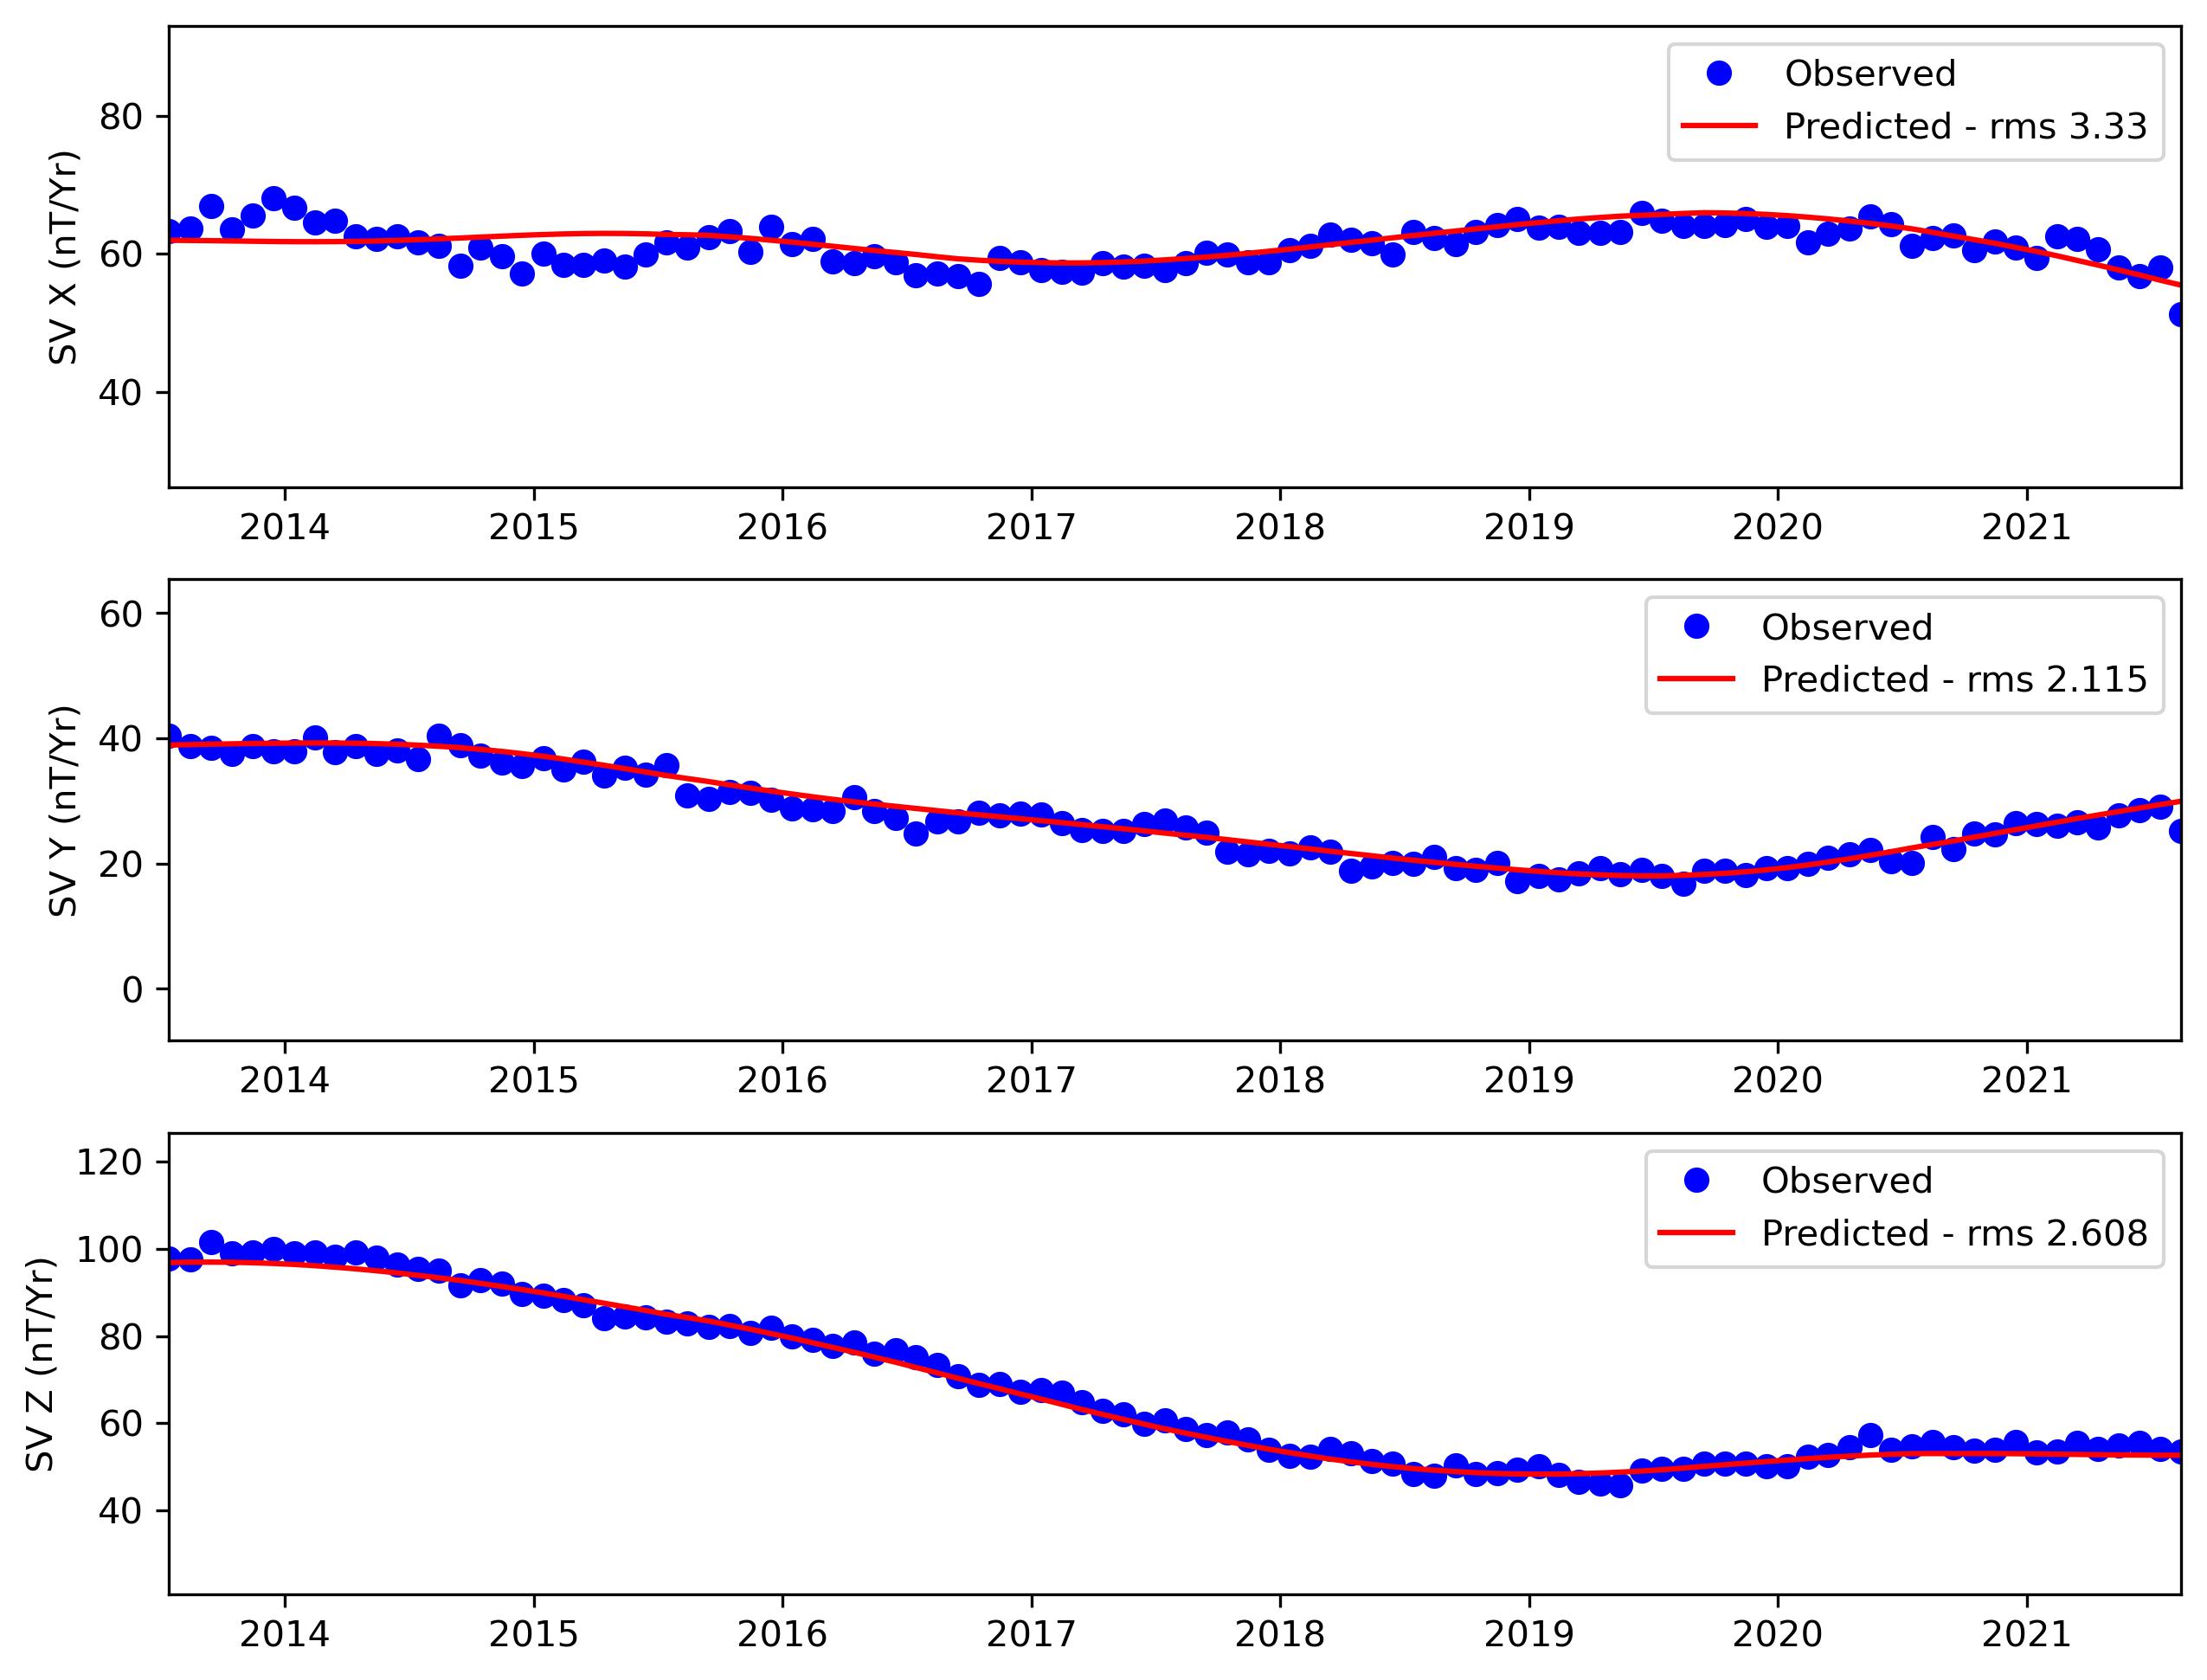 SV X (nT/Yr)
80
60
40
Observed
Predicted - rms 3.33
2014 2015 2016 2017 2018 2019 2020 2021
SV Y (nT/Yr)
60
40
20
0
Observed
Predicted - rms 2.115
2014 2015 2016 2017 2018 2019 2020 2021
SV Z (nT/Yr)
120
100
80
60
40
Observed
Predicted - rms 2.608
2014 2015 2016 2017 2018 2019 2020 2021